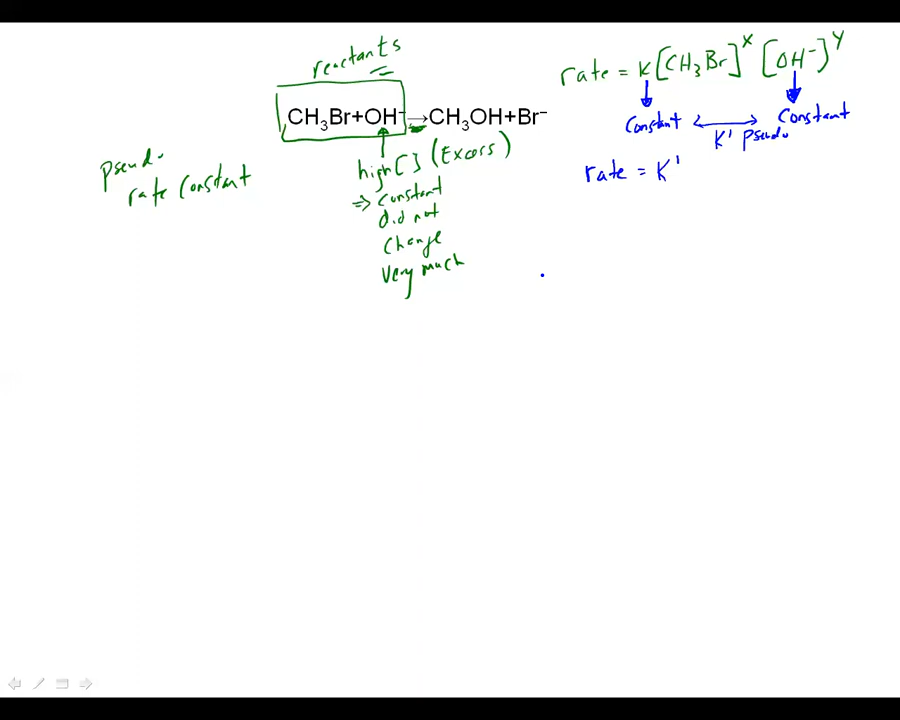 reactants
CH₃Br+OH⁻→CH₃OH+Br⁻
high [ ] (Excess)
⇒ constant
did not
change
very much
pseudo
rate constant
rate = K[CH₃Br]ˣ [OH⁻]ʸ
Constant ↔ Constant
K' pseudo
rate = K'